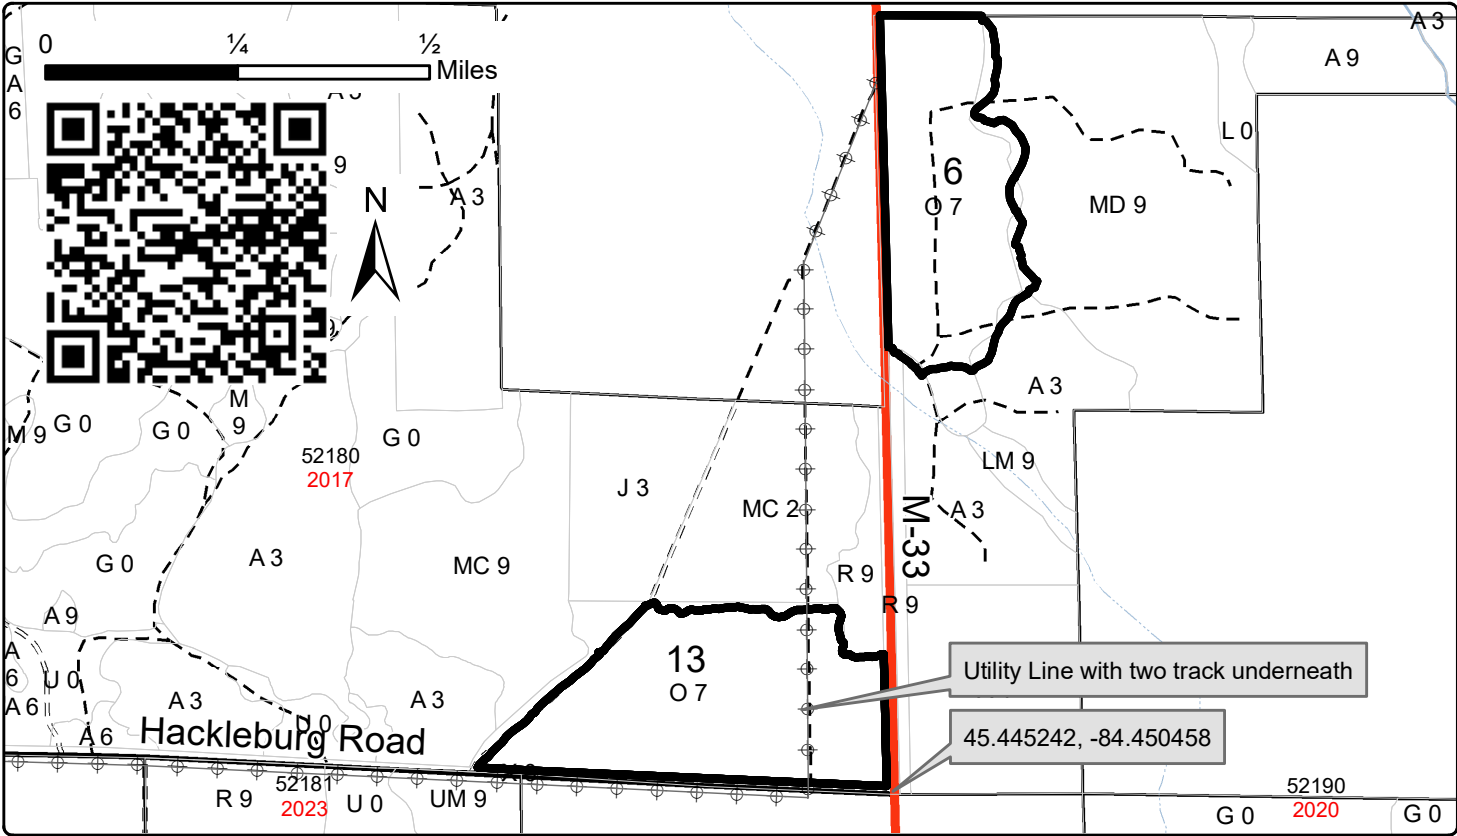 0 ¼ ½
Miles
G
A
6
A 3
A 9
9
A 3
N
L 0
6
O 7
MD 9
M
9
G 0
M 9
G 0
G 0
52180
2017
A 3
J 3
MC 2
LM 9
M-33
A 3
G 0
A 3
MC 9
R 9
R 9
A 9
A
6
U 0
A 6
A 3
A 3
13
O 7
Utility Line with two track underneath
45.445242, -84.450458
U 0
A 6
Hackleburg Road
52181
2023
R 9
U 0
UM 9
52190
2020
G 0
G 0